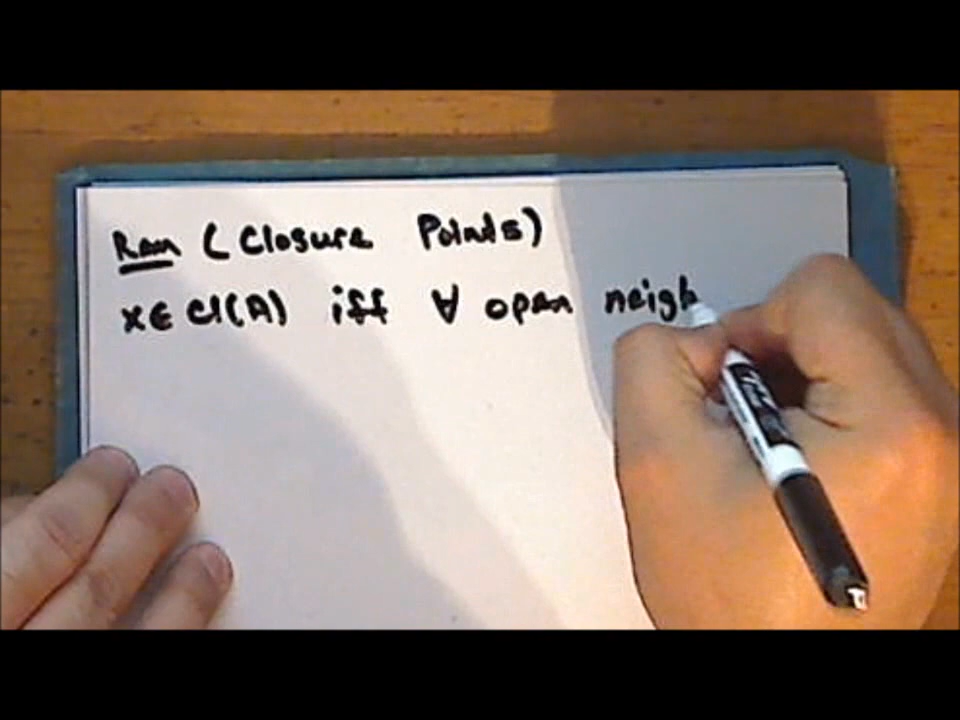 Rem (Closure Points)
x∈ Cl(A) iff ∀ open neigh